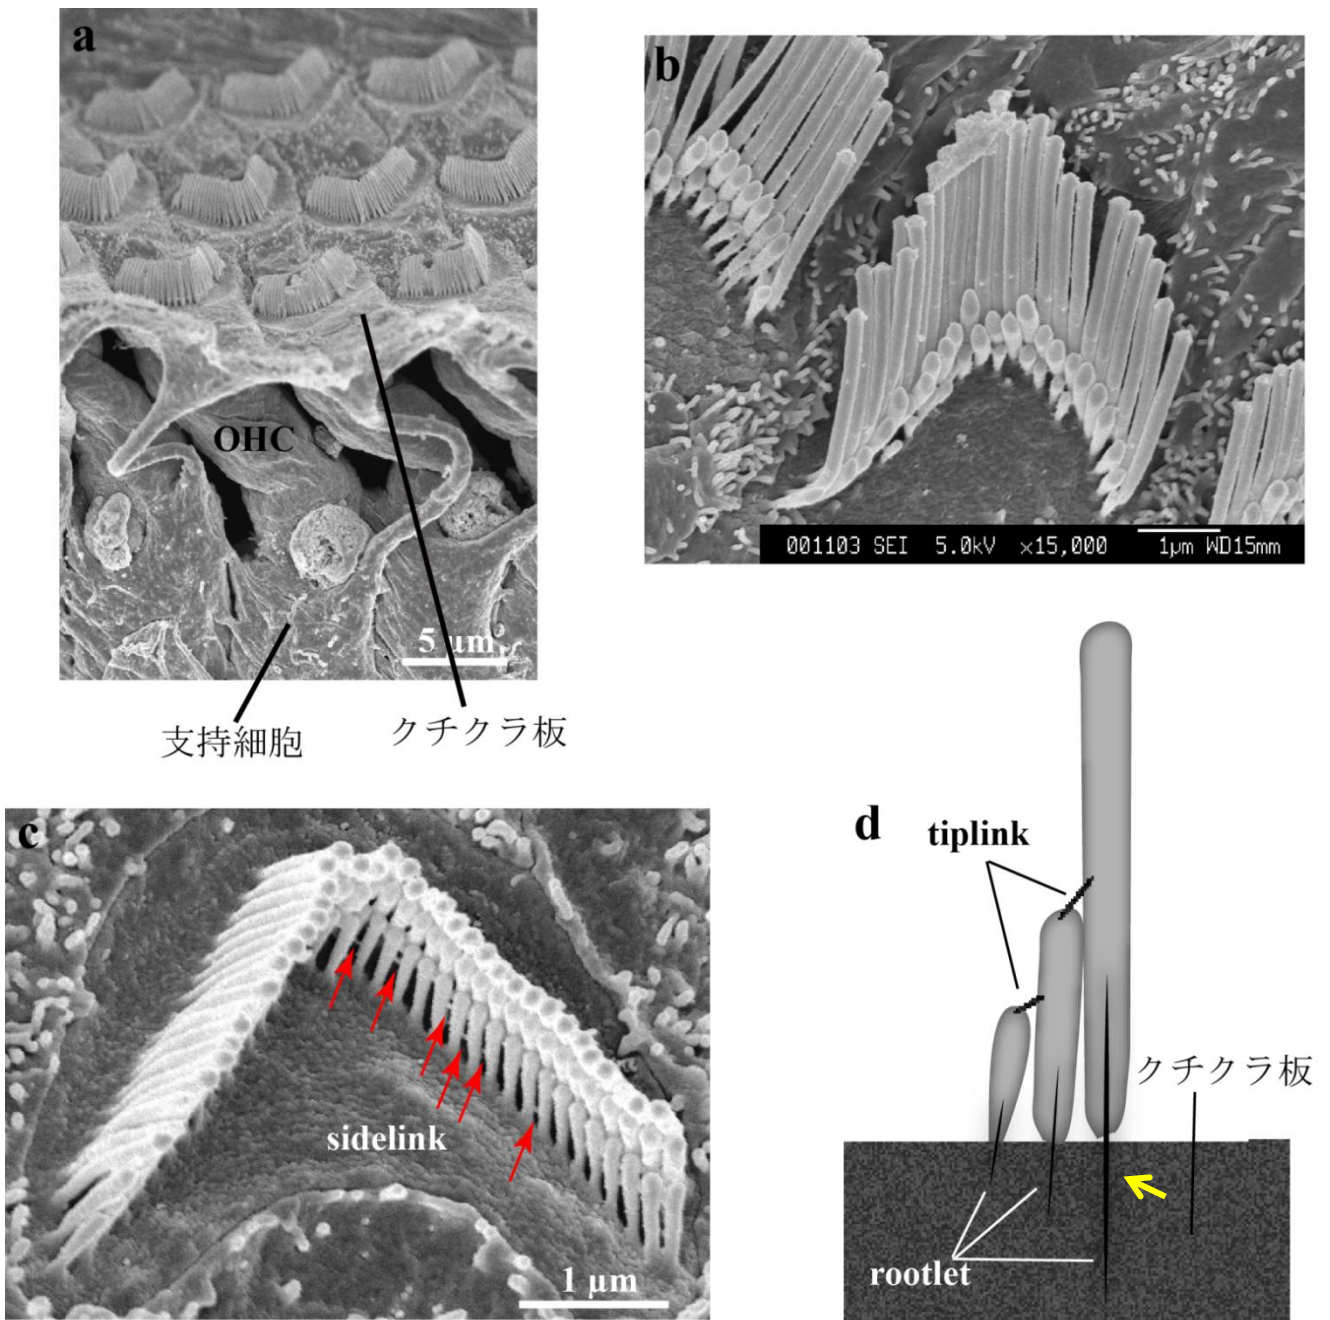 a
OHC
5 μm
支持細胞
クチクラ板
b
001103 SEI 5.0kV ×15,000 1μm WD15mm
c
sidelink
1 μm
d
tiplink
クチクラ板
rootlet